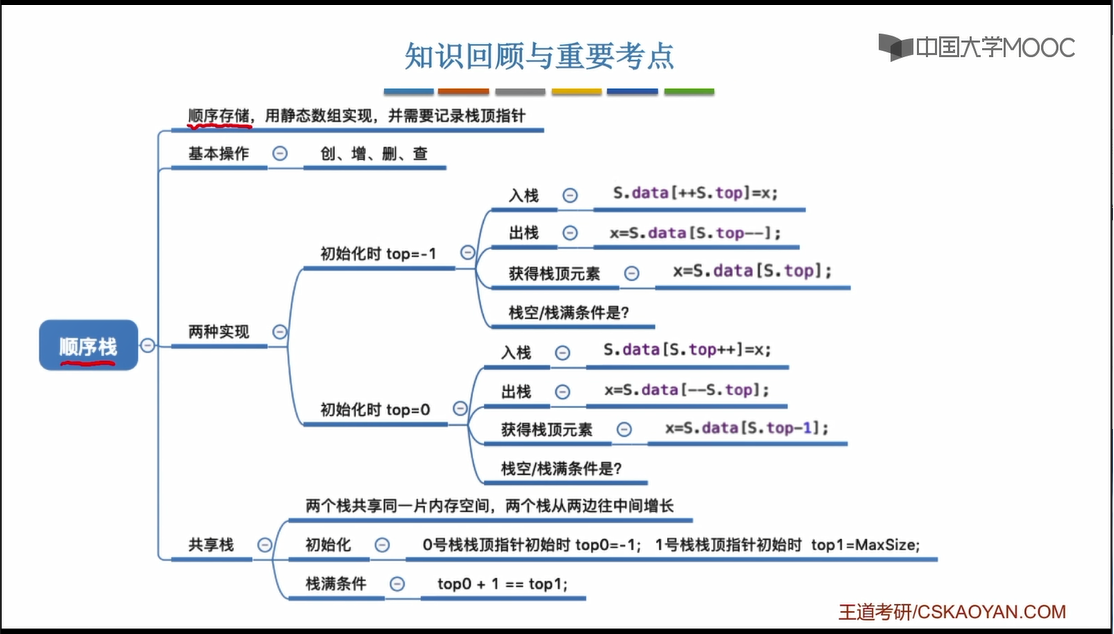 知识回顾与重要考点
中国大学MOOC
顺序存储，用静态数组实现，并需要记录栈顶指针
基本操作 创、增、删、查
入栈 S.data[++S.top]=x;
出栈 x=S.data[S.top--];
初始化时 top=-1
获得栈顶元素 x=S.data[S.top];
栈空/栈满条件是?
两种实现
顺序栈
入栈 S.data[S.top++]=x;
出栈 x=S.data[--S.top];
初始化时 top=0
获得栈顶元素 x=S.data[S.top-1];
栈空/栈满条件是?
两个栈共享同一片内存空间，两个栈从两边往中间增长
共享栈 初始化 0号栈栈顶指针初始时 top0=-1; 1号栈栈顶指针初始时 top1=MaxSize;
栈满条件 top0 + 1 == top1;
王道考研/CSKAOYAN.COM